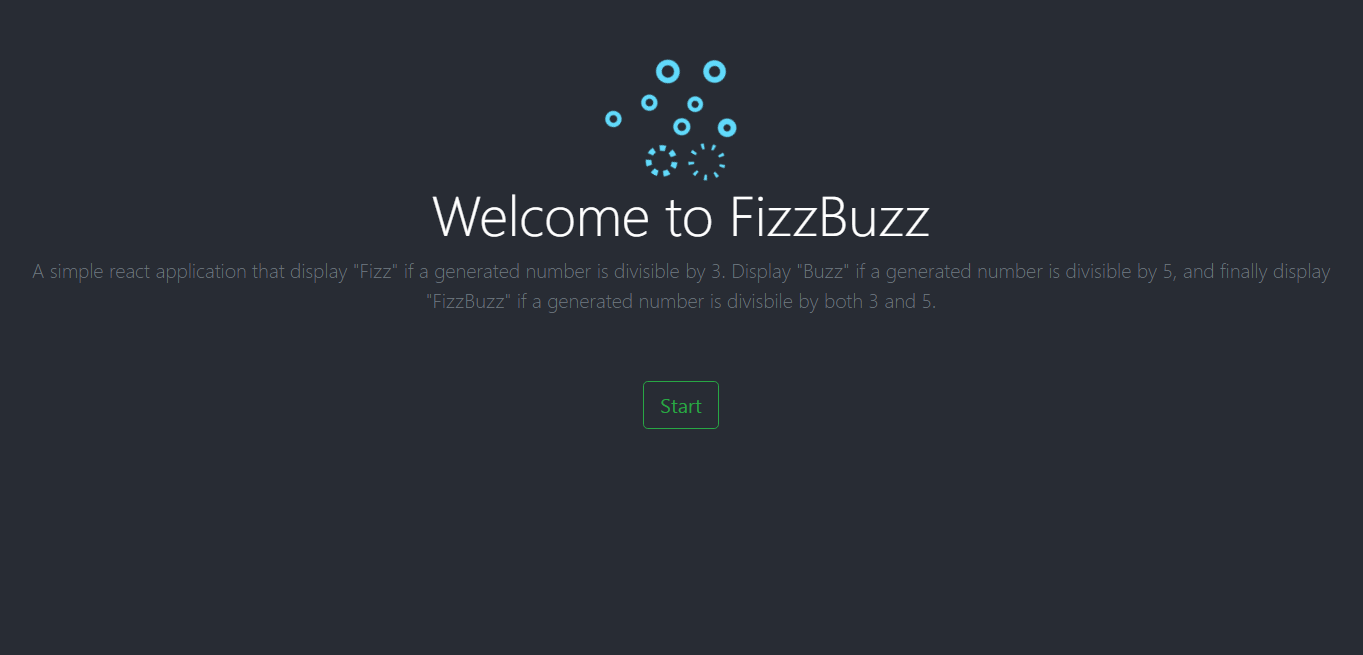 Welcome to FizzBuzz
A simple react application that display "Fizz" if a generated number is divisible by 3. Display "Buzz" if a generated number is divisible by 5, and finally display
"FizzBuzz" if a generated number is divisbile by both 3 and 5.
Start